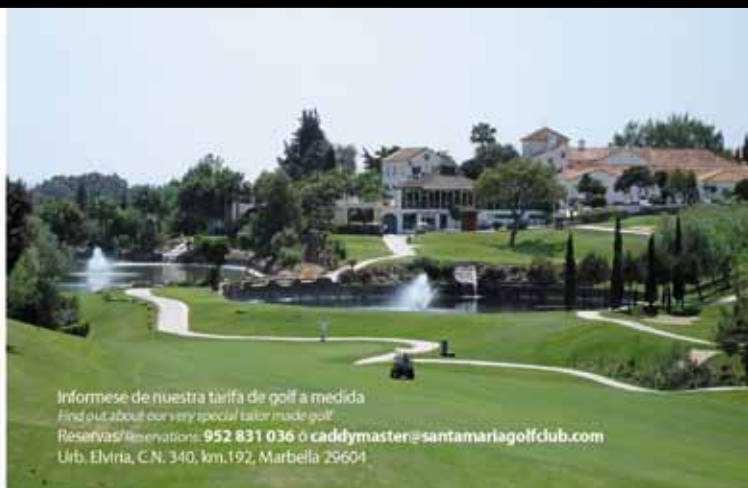 Informese de nuestra tarifa de golf a medida
Find out about our very special tailor made golf
Reservas/Reservations: 952 831 036 ó caddymaster@santamariagolfclub.com
Urb. Elviria, C.N. 340, km.192, Marbella 29604